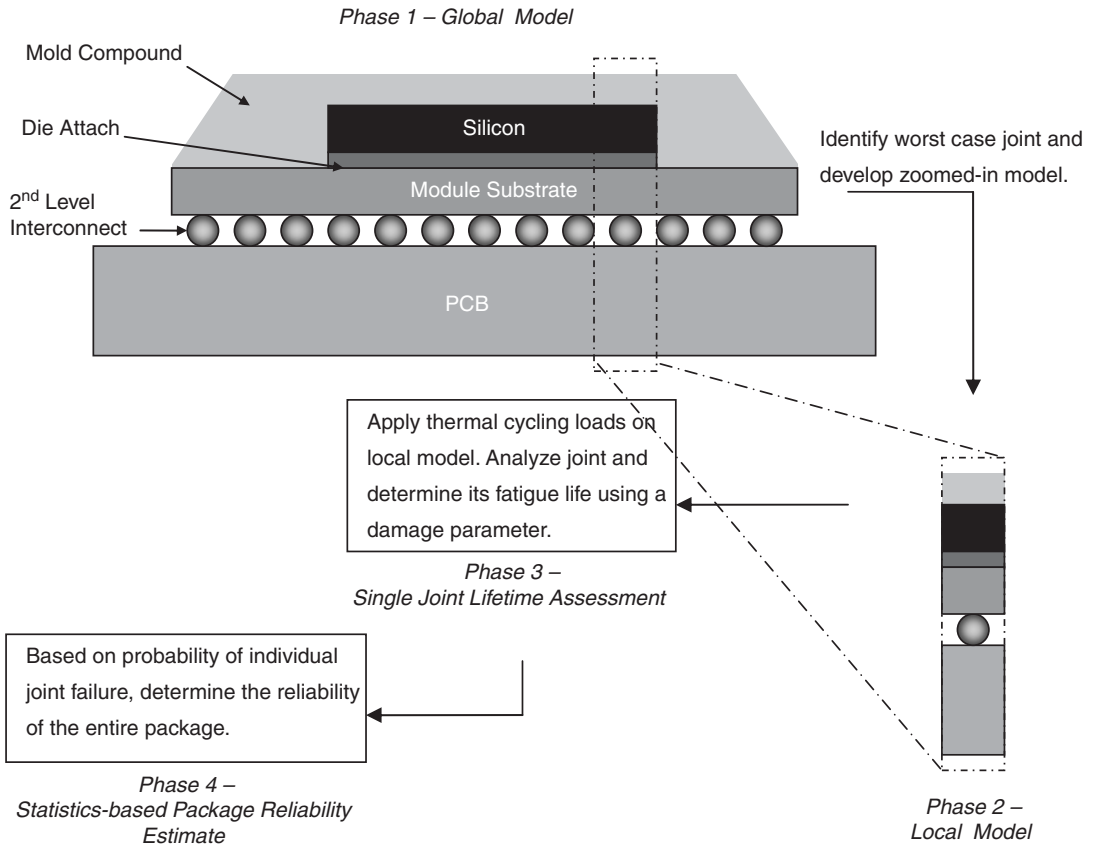 Phase 1 – Global Model
Mold Compound
Die Attach
Silicon
Module Substrate
2nd Level
Interconnect
PCB
Identify worst case joint and
develop zoomed-in model.
Apply thermal cycling loads on
local model. Analyze joint and
determine its fatigue life using a
damage parameter.
Phase 3 –
Single Joint Lifetime Assessment
Based on probability of individual
joint failure, determine the reliability
of the entire package.
Phase 4 –
Statistics-based Package Reliability
Estimate
Phase 2 –
Local Model